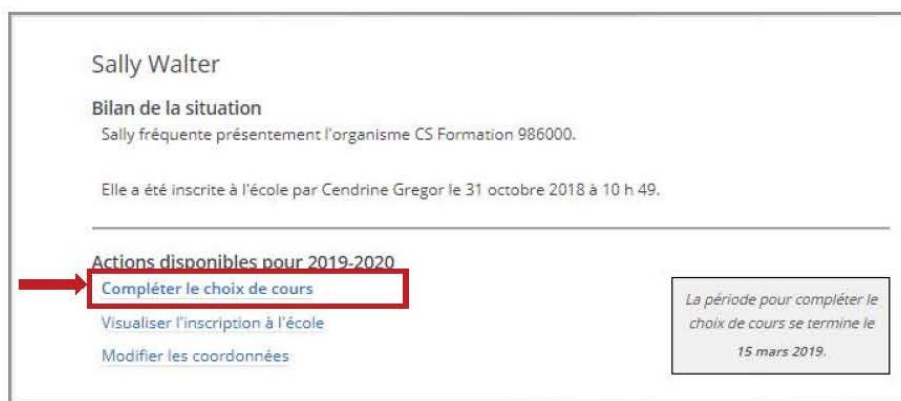 Sally Walter
Bilan de la situation
Sally fréquente présentement l'organisme CS Formation 986000.
Elle a été inscrite à l'école par Cendrine Gregor le 31 octobre 2018 à 10 h 49.
Actions disponibles pour 2019-2020
Compléter le choix de cours
Visualiser l'inscription à l'école
Modifier les coordonnées
La période pour compléter le
choix de cours se termine le
15 mars 2019.